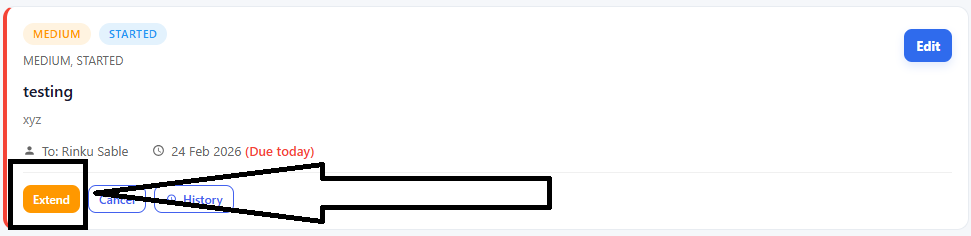 MEDIUM STARTED
Edit
MEDIUM, STARTED
testing
xyz
To: Rinku Sable 24 Feb 2026 (Due today)
Extend Cancel History